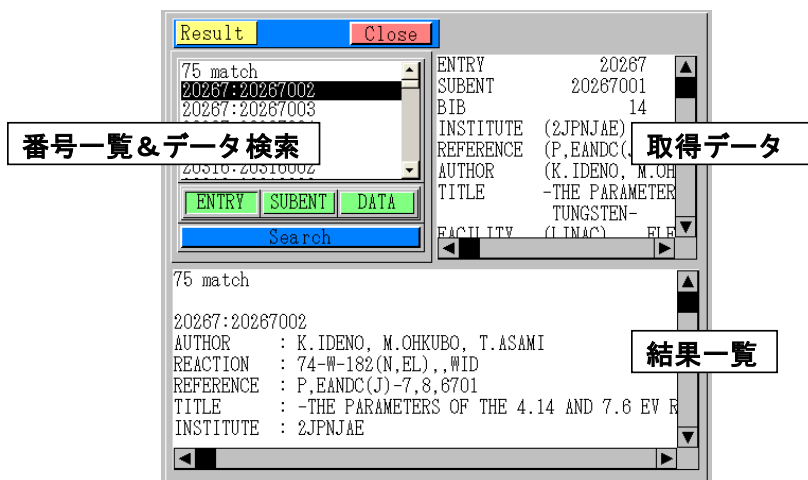 Result
Close
75 match
20267:20267002
20267:20267003
20316:20316002
ENTRY
SUBENT
DATA
Search
番号一覧＆データ検索
ENTRY 20267
SUBENT 20267001
BIB 14
INSTITUTE (2JPNJAE)
REFERENCE (P,EANDC(J
AUTHOR (K.IDENO, M.OH
TITLE -THE PARAMETER
TUNGSTEN-
FACILITY (LINAC)
取得データ
75 match
20267:20267002
AUTHOR : K.IDENO, M.OHKUBO, T.ASAMI
REACTION : 74-W-182(N,EL),,WID
REFERENCE : P,EANDC(J)-7,8,6701
TITLE : -THE PARAMETERS OF THE 4.14 AND 7.6 EV R
INSTITUTE : 2JPNJAE
結果一覧